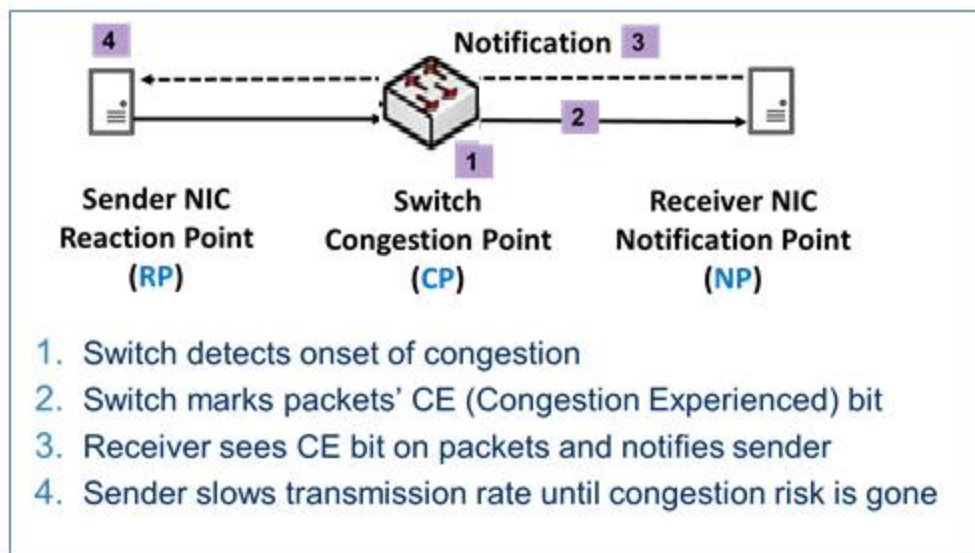 4
Notification 3
2
1
Sender NIC
Reaction Point
(RP)
Switch
Congestion Point
(CP)
Receiver NIC
Notification Point
(NP)
1. Switch detects onset of congestion
2. Switch marks packets’ CE (Congestion Experienced) bit
3. Receiver sees CE bit on packets and notifies sender
4. Sender slows transmission rate until congestion risk is gone